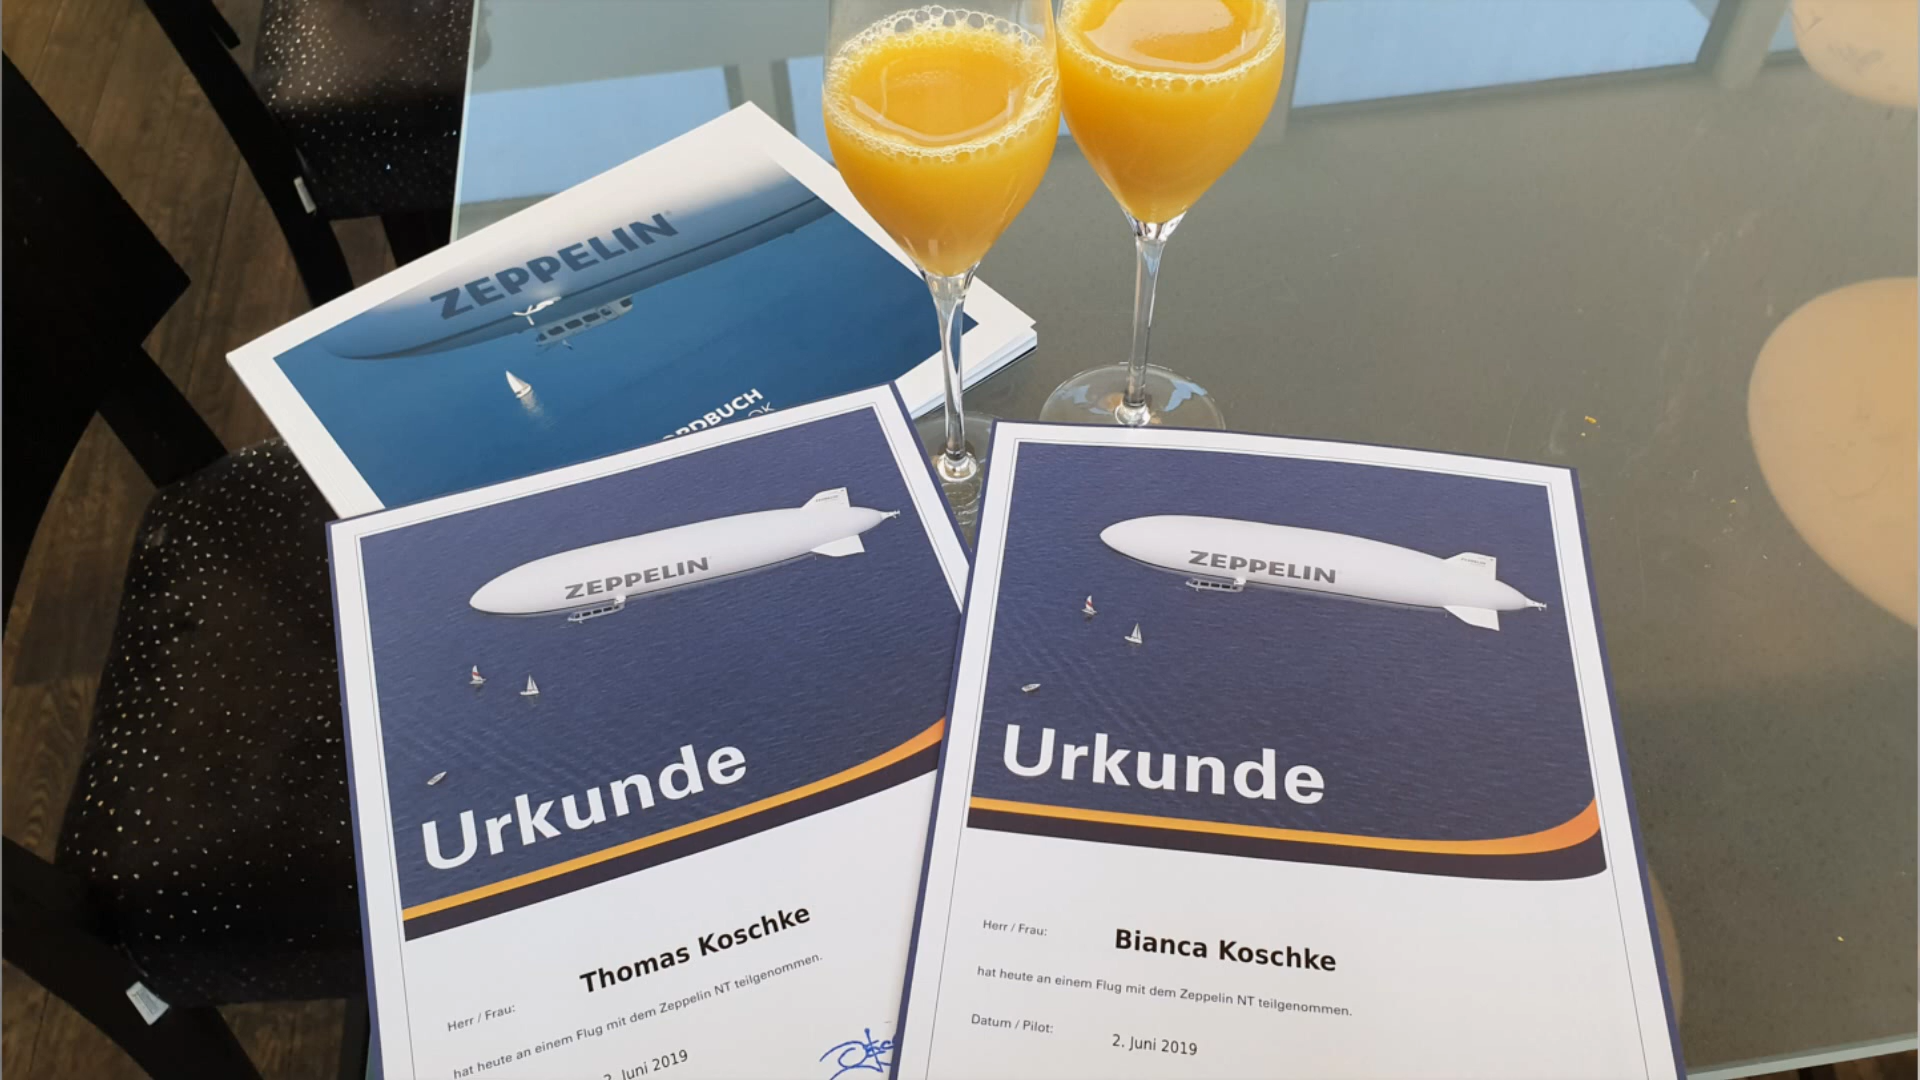 ZEPPELIN
ZEPPELIN
Urkunde
Herr / Frau: Thomas Koschke
hat heute an einem Flug mit dem Zeppelin NT teilgenommen.
2. Juni 2019
ZEPPELIN
Urkunde
Herr / Frau: Bianca Koschke
hat heute an einem Flug mit dem Zeppelin NT teilgenommen.
Datum / Pilot: 2. Juni 2019